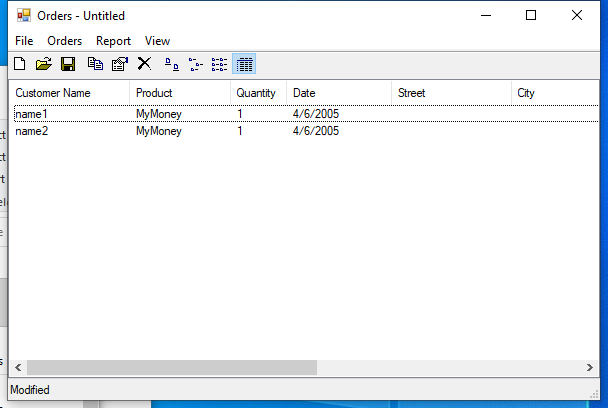 Orders - Untitled
File Orders Report View
Customer Name Product Quantity Date Street City
name1 MyMoney 1 4/6/2005
name2 MyMoney 1 4/6/2005
Modified